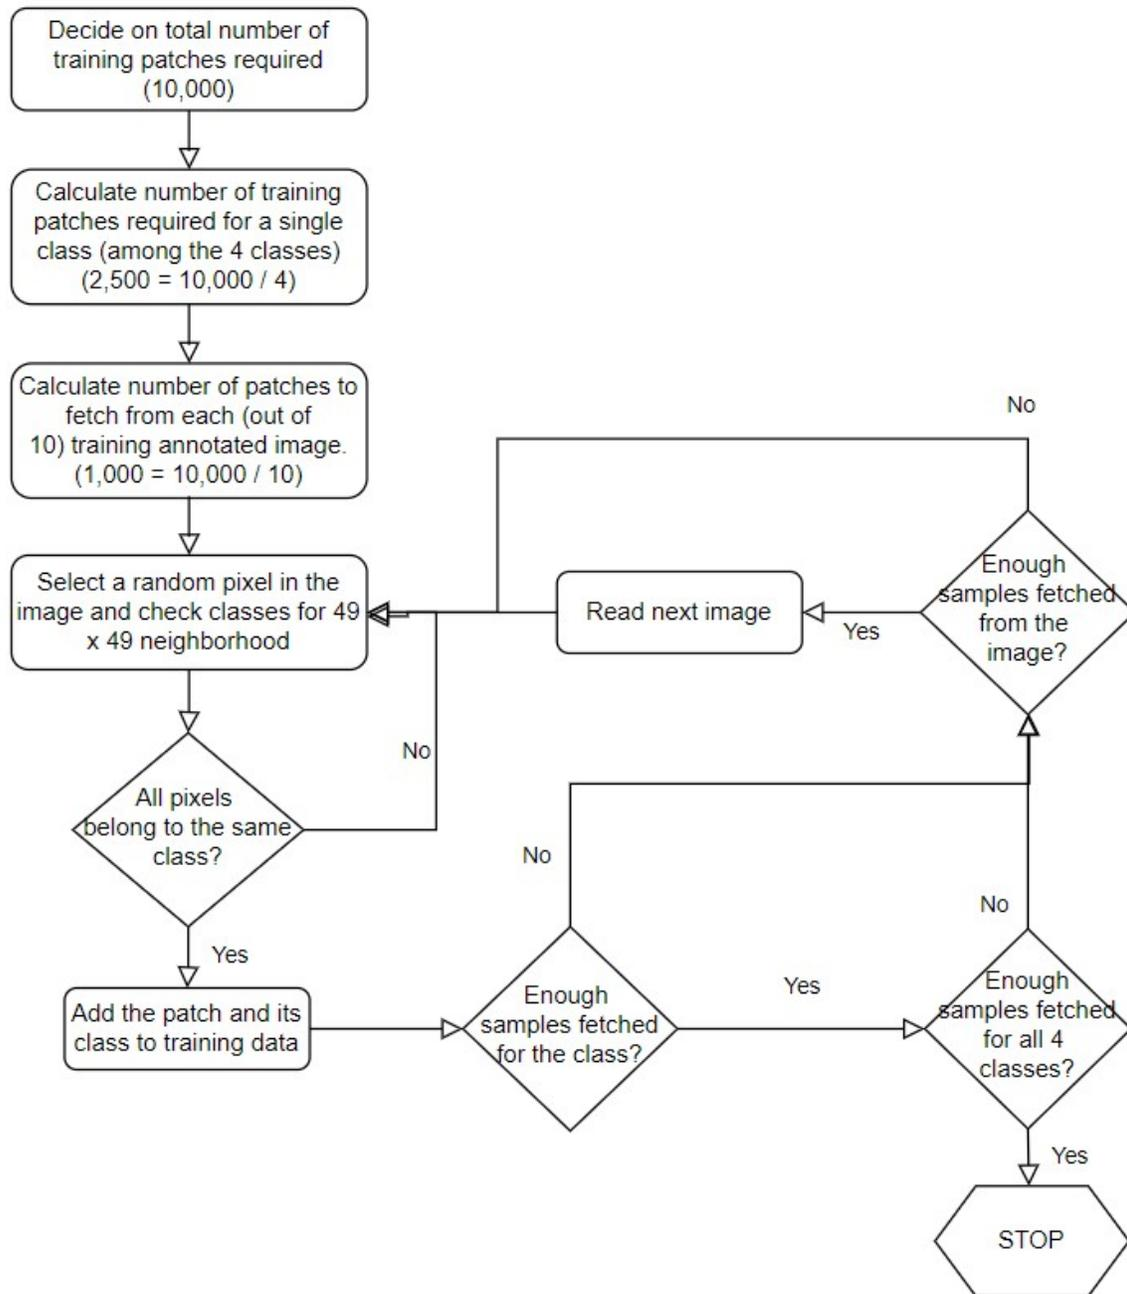 Decide on total number of
training patches required
(10,000)
Calculate number of training
patches required for a single
class (among the 4 classes)
(2,500 = 10,000 / 4)
Calculate number of patches to
fetch from each (out of
10) training annotated image.
(1,000 = 10,000 / 10)
Select a random pixel in the
image and check classes for 49
x 49 neighborhood
All pixels
belong to the same
class?
No
Yes
Add the patch and its
class to training data
Enough
samples fetched
for the class?
No
Yes
Enough
samples fetched
for all 4
classes?
No
Yes
STOP
Enough
samples fetched
from the
image?
No
Yes
Read next image